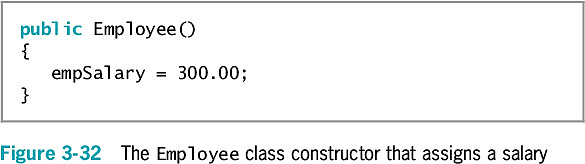 public Employee()
{
   empSalary = 300.00;
}
Figure 3-32 The Employee class constructor that assigns a salary